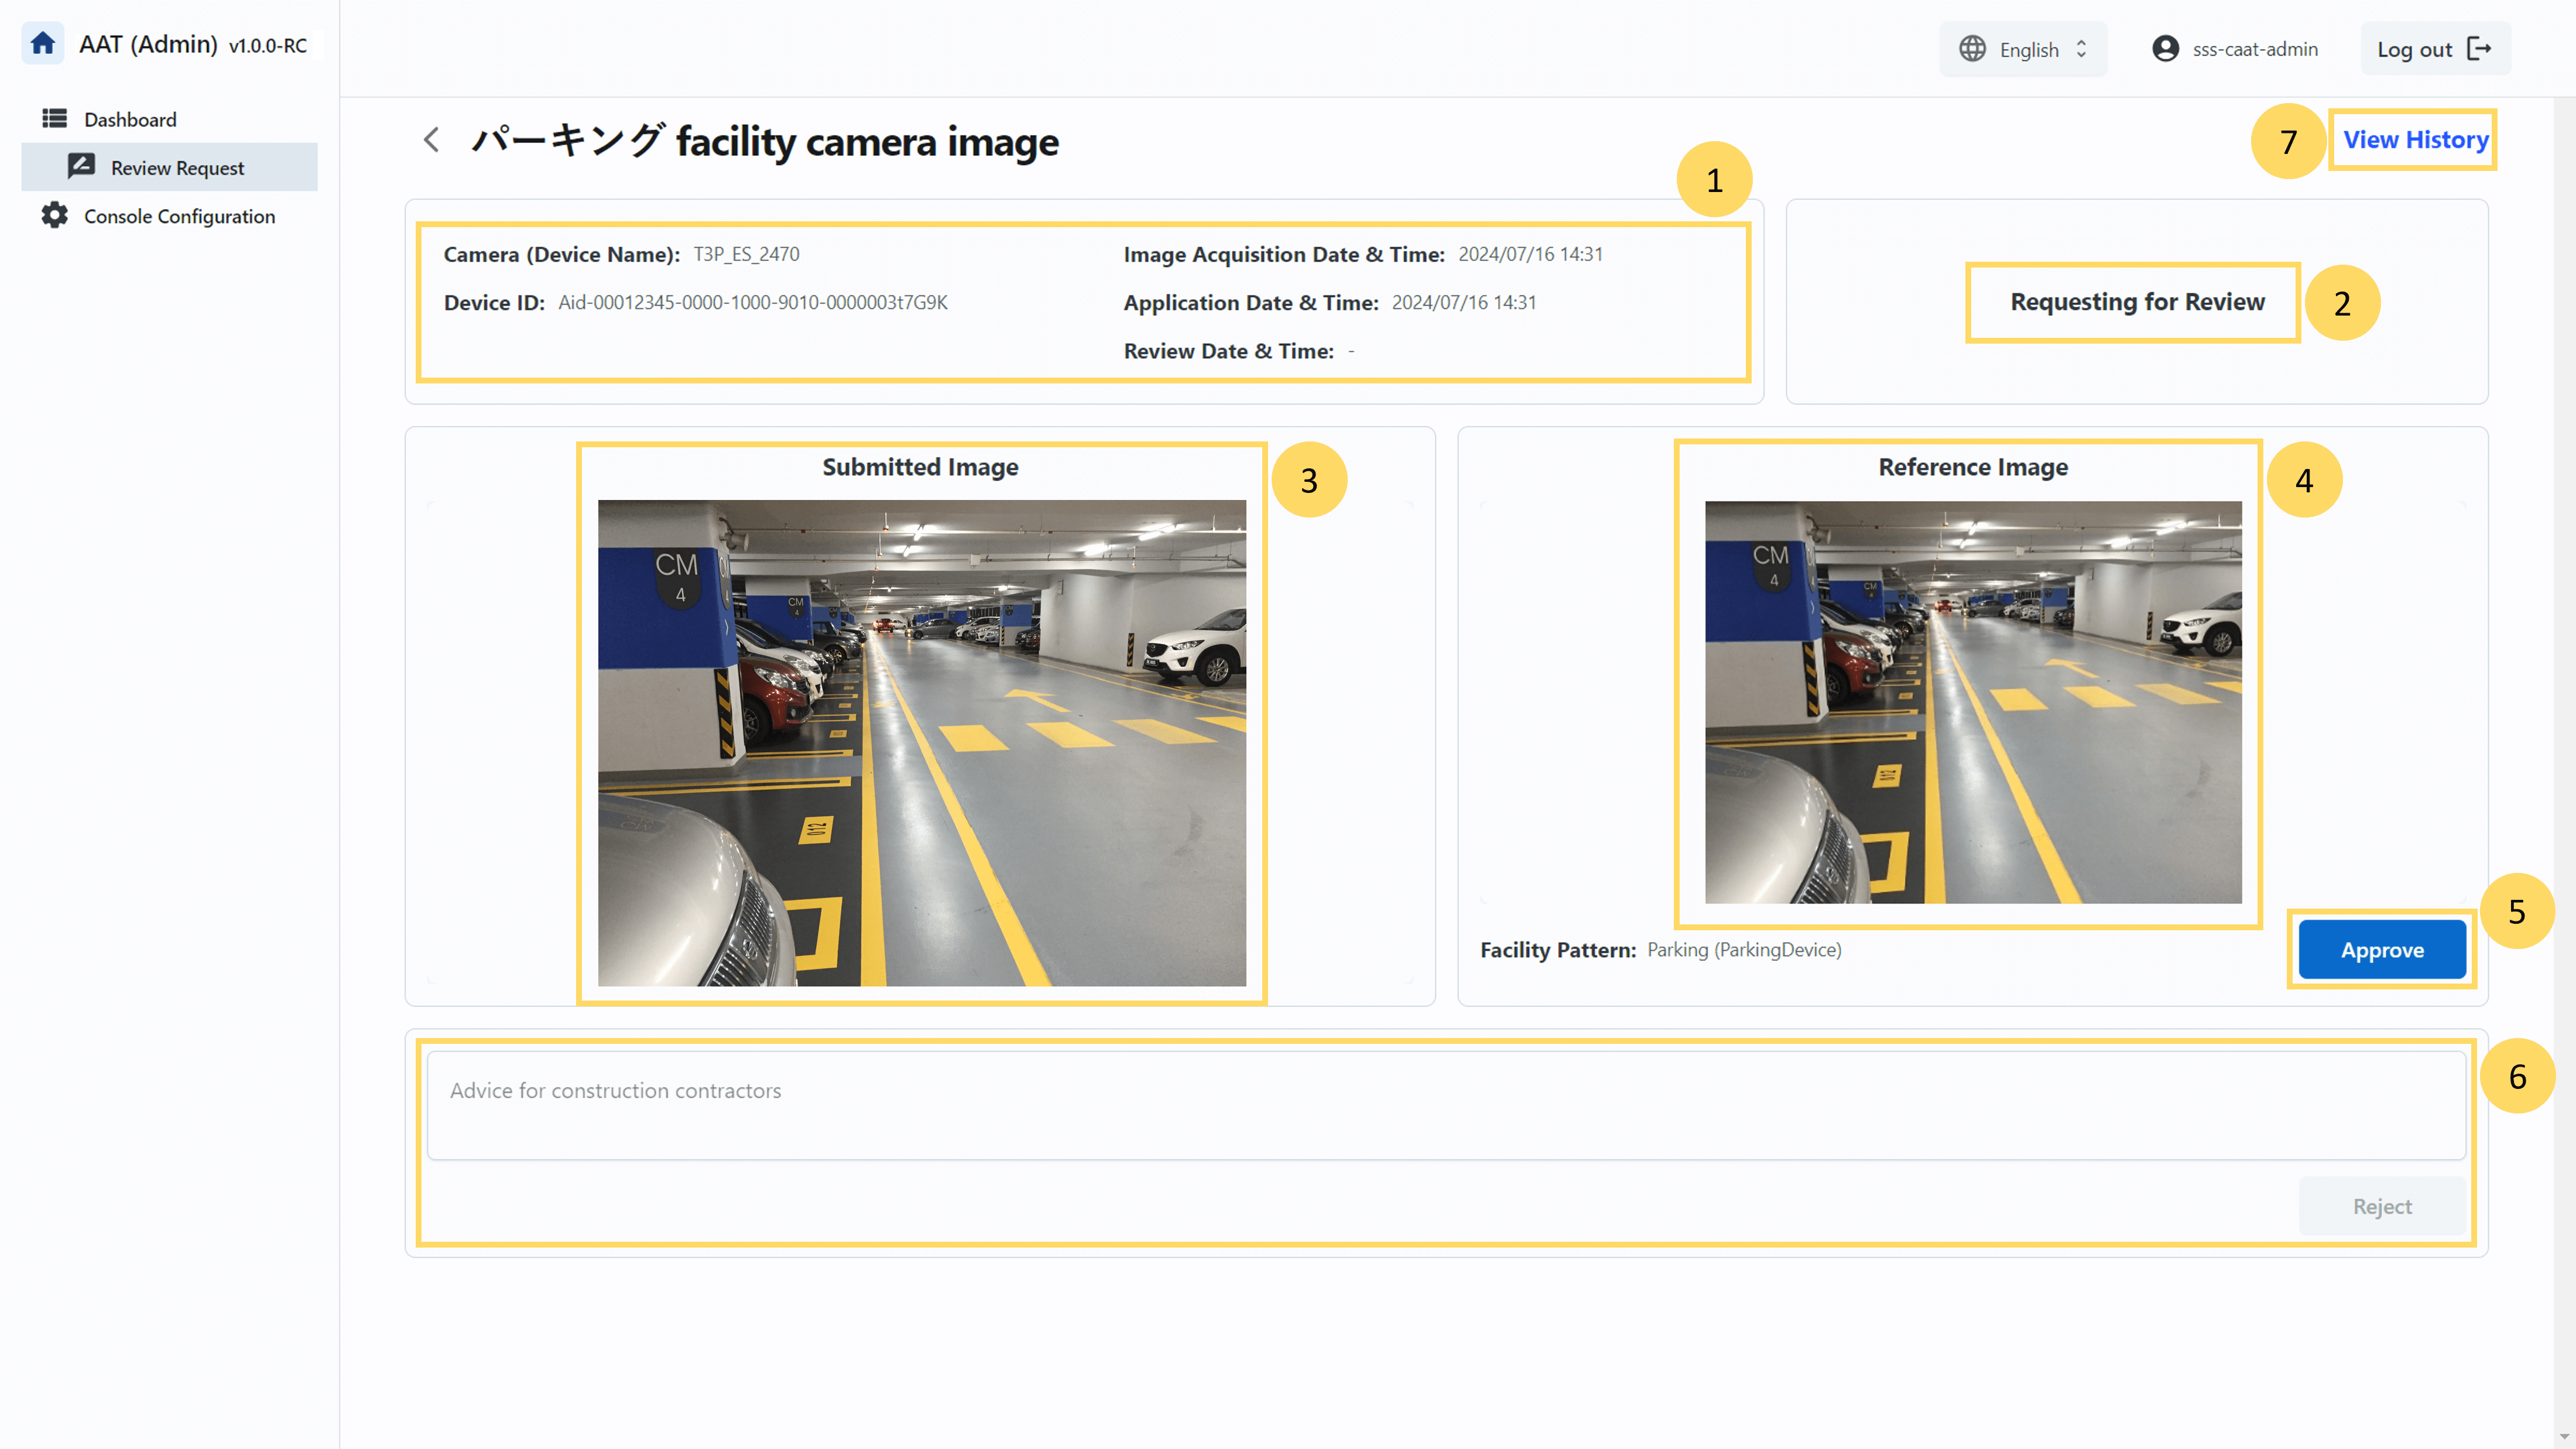 AAT (Admin) v1.0.0-RC
English
sss-caat-admin
Log out
Dashboard
Review Request
Console Configuration
パーキング facility camera image
7
View History
1
Camera (Device Name): T3P_ES_2470
Image Acquisition Date & Time: 2024/07/16 14:31
Device ID: Aid-00012345-0000-1000-9010-0000003t7G9K
Application Date & Time: 2024/07/16 14:31
Review Date & Time: -
Requesting for Review
2
Submitted Image
3
CM
4
CM
012
Reference Image
4
CM
4
CM
Facility Pattern: Parking (ParkingDevice)
Approve
5
Advice for construction contractors
6
Reject